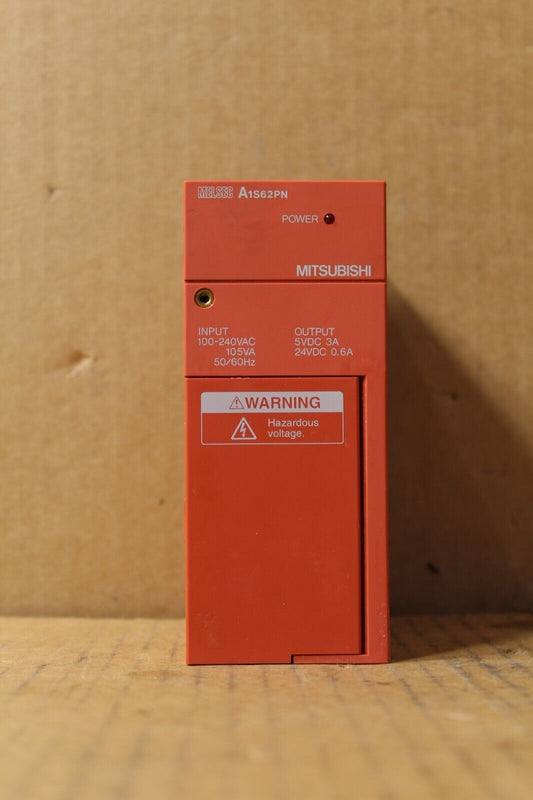 MELSEC A1S62PN
POWER
MITSUBISHI
INPUT
100-240VAC
105VA
50/60Hz
OUTPUT
5VDC 3A
24VDC 0.6A
WARNING
Hazardous
voltage.